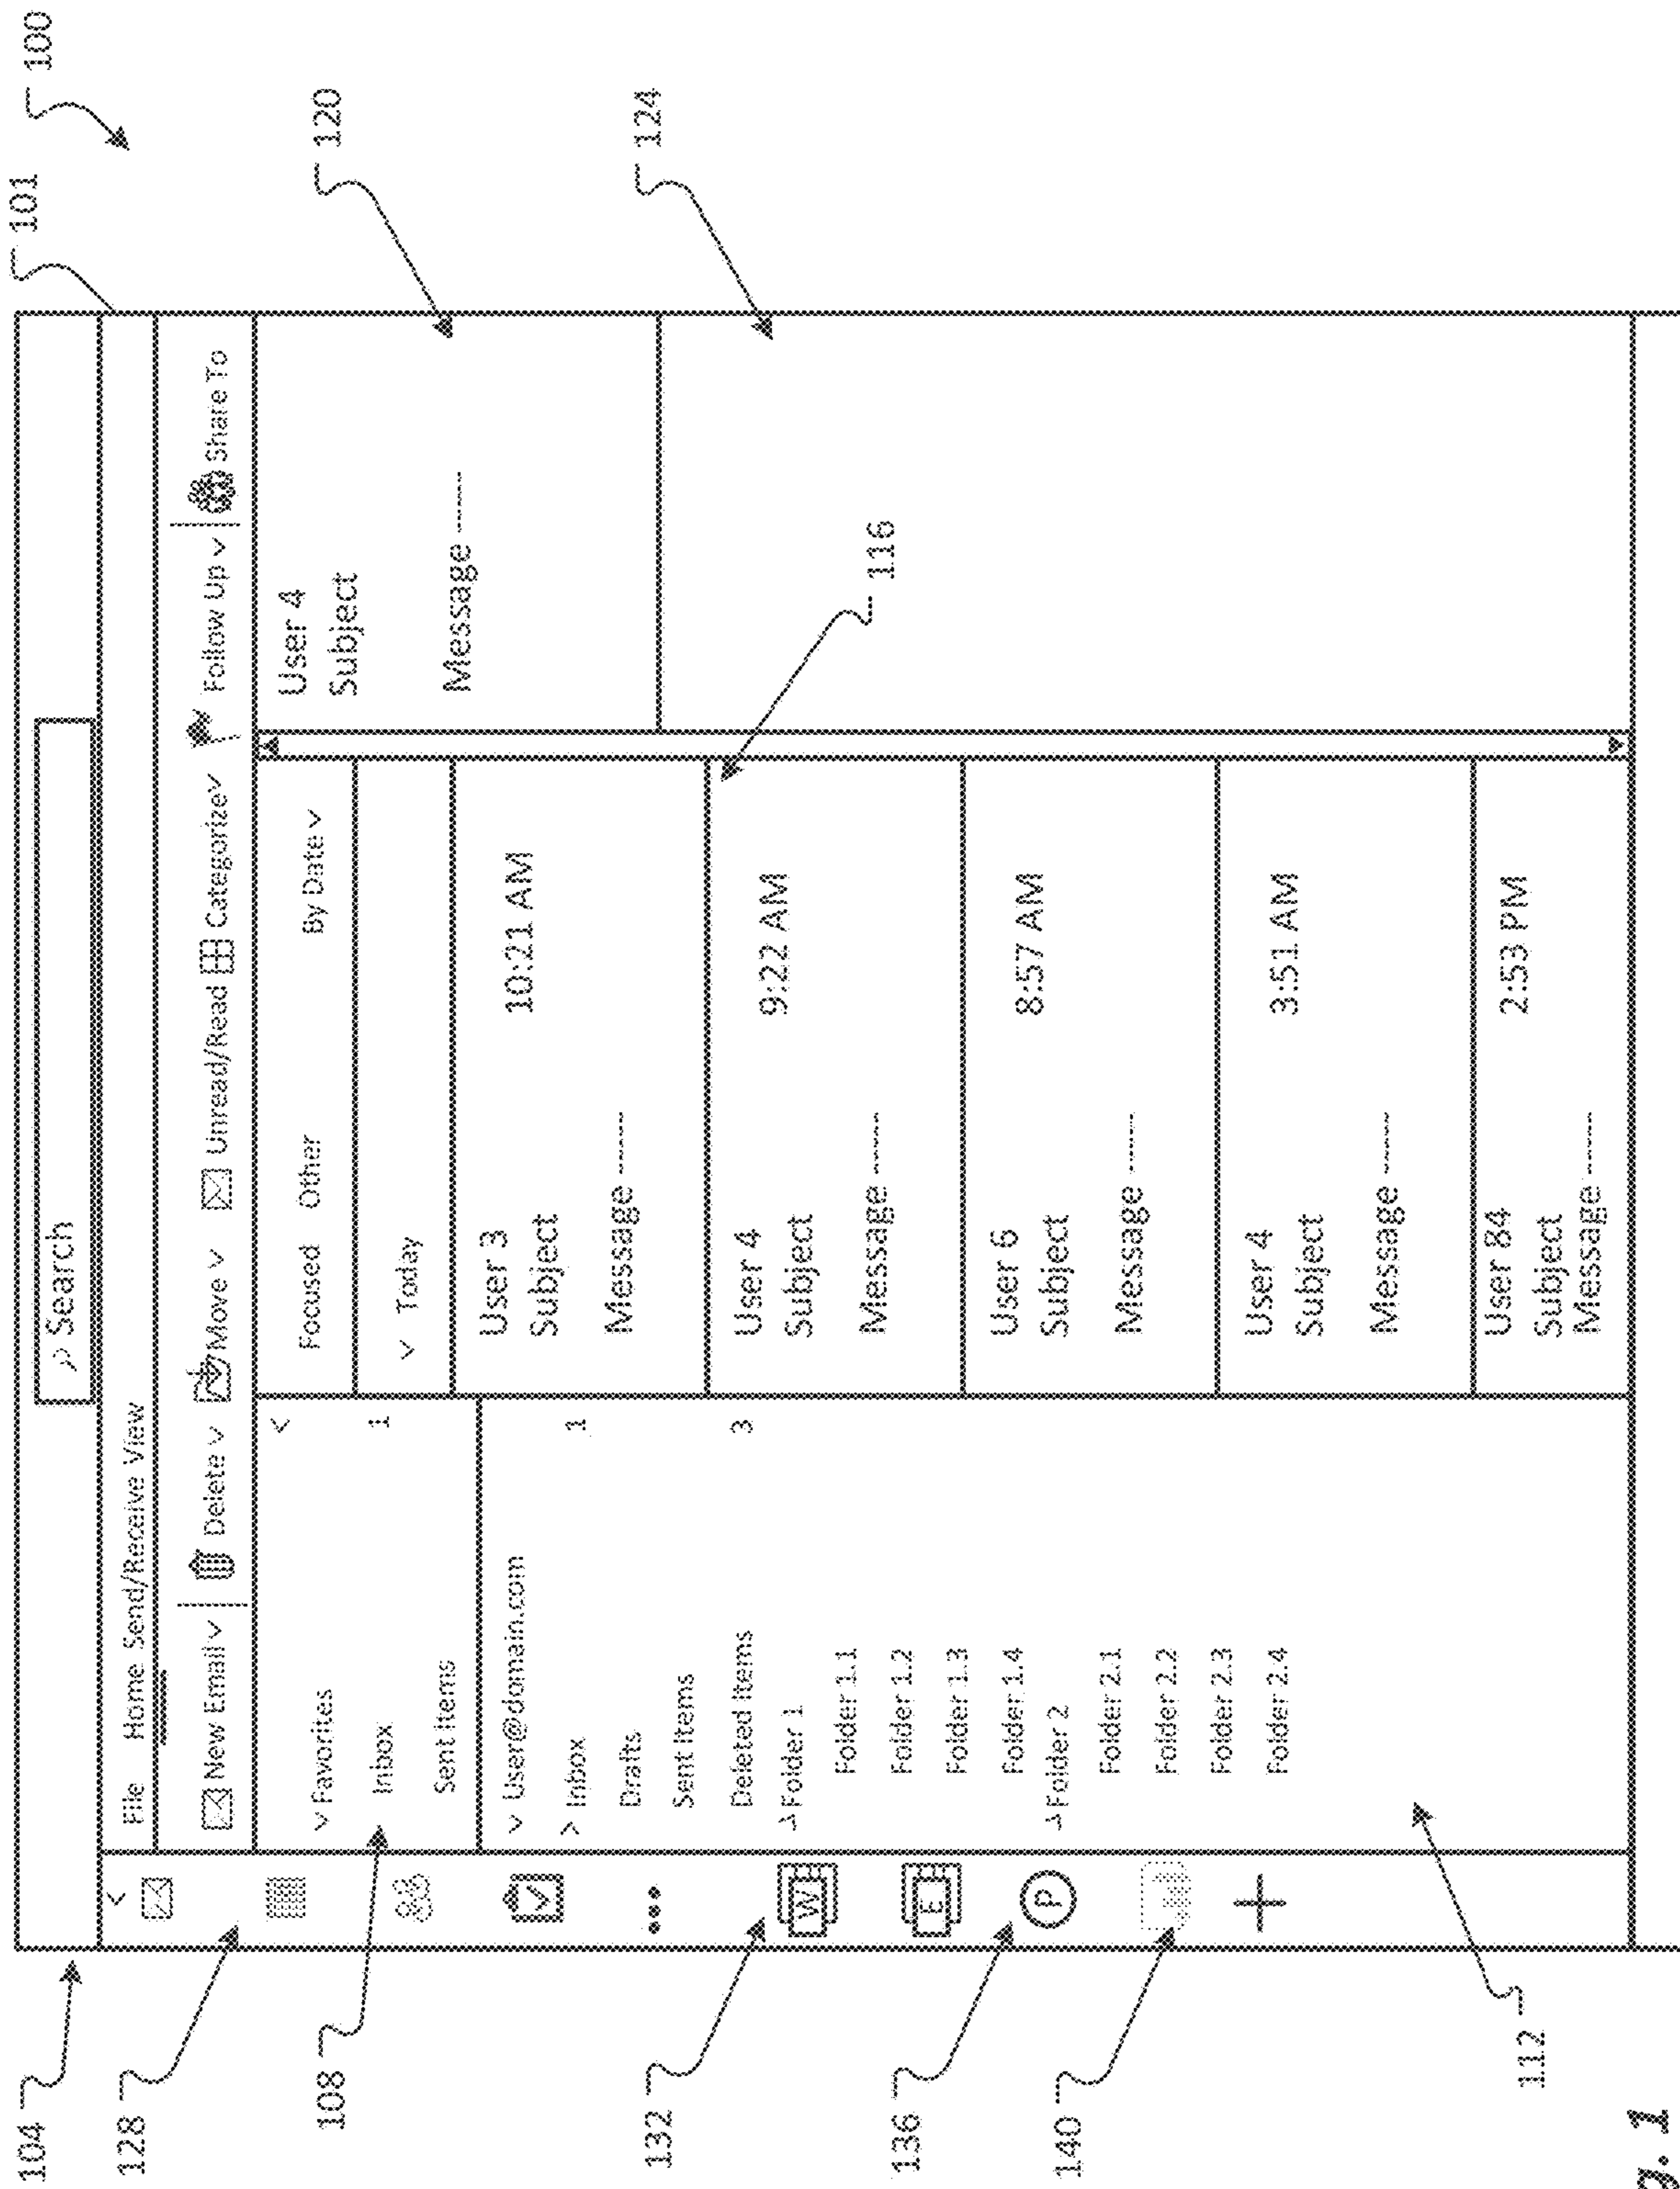 100
101
104
Search
File Home Send/Receive View
New Email Delete Move Unread/Read Categorize Follow Up Share To
128
120
Favorites
Inbox 1
Sent Items
108
Focused Other By Date
Today
User 3
Subject 10:21 AM
Message ------
User 4
Subject
Message ------
User@domain.com
Inbox 1
Drafts
Sent Items
Deleted Items 3
Folder 1
Folder 1.1
Folder 1.2
Folder 1.3
Folder 1.4
Folder 2
Folder 2.1
Folder 2.2
Folder 2.3
Folder 2.4
User 4
9:22 AM
Subject
Message ------
User 6
8:57 AM
Subject
Message ------
User 4
3:51 AM
Subject
Message ------
User 84
2:53 PM
Subject
Message ------
124
116
132
W
E
136
P
140
112
g. 1